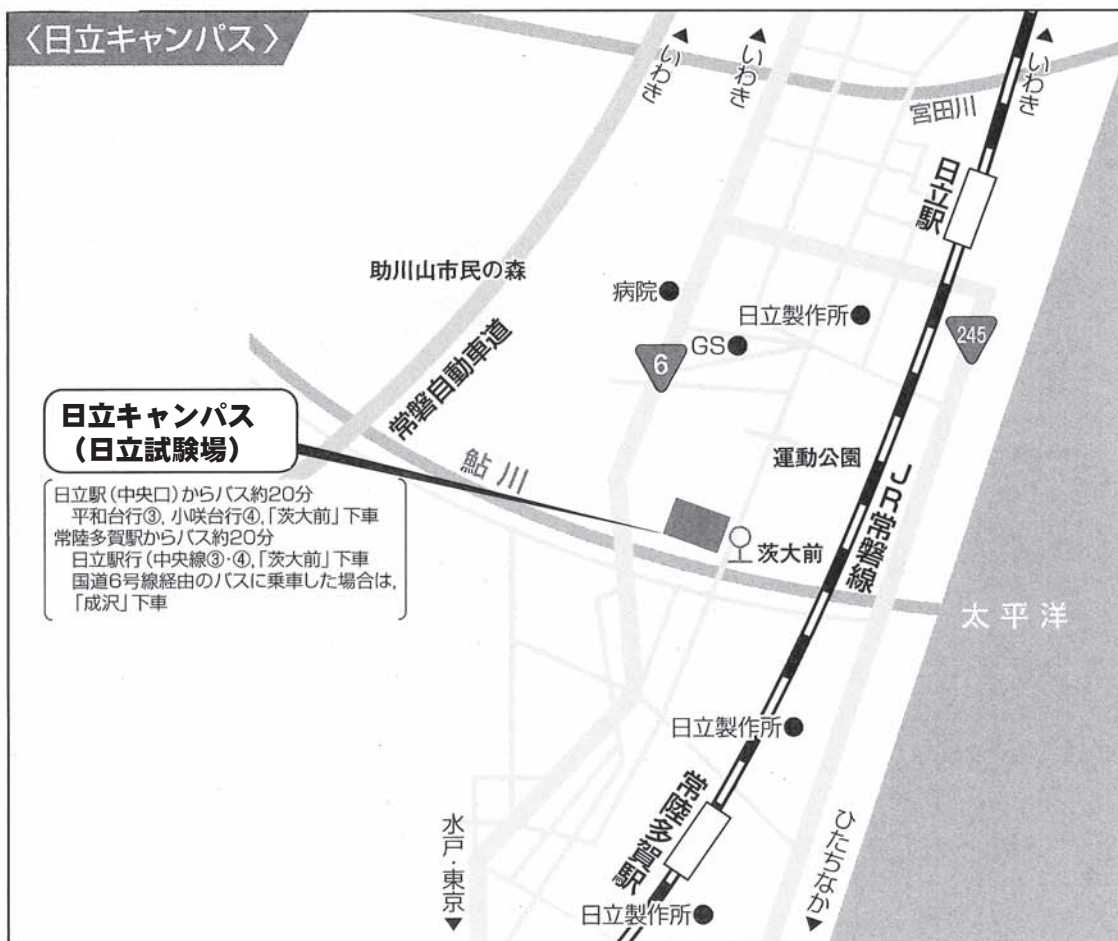 〈日立キャンパス〉
▲いわき
▲いわき
▲いわき
宮田川
日立駅
助川山市民の森
病院
日立製作所
GS
6
245
常磐自動車道
日立キャンパス
（日立試験場）
鮎川
運動公園
JR常磐線
日立駅（中央口）からバス約20分
平和台行③，小咲台行④，「茨大前」下車
常陸多賀駅からバス約20分
日立駅行（中央線③・④，「茨大前」下車
国道6号線経由のバスに乗車した場合は，
「成沢」下車
茨大前
太平洋
日立製作所
常陸多賀駅
水戸・東京▼
ひたちなか▼
日立製作所